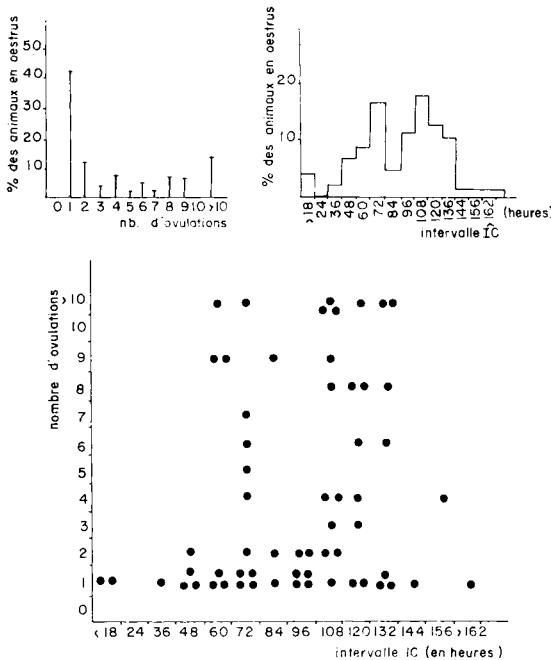 % des animaux en oestrus
50
40
30
20
10
0 1 2 3 4 5 6 7 8 9 10 >10
nb. d'ovulations
% des animaux en oestrus
20
10
>18 24 36 48 60 72 84 96 108 120 136 144 156 >162 (heures)
intervalle IC
nombre d'ovulations
>10
10
9
8
7
6
5
4
3
2
1
0
<18 24 36 48 60 72 84 96 108 120 132 144 156 >162
intervalle IC (en heures)